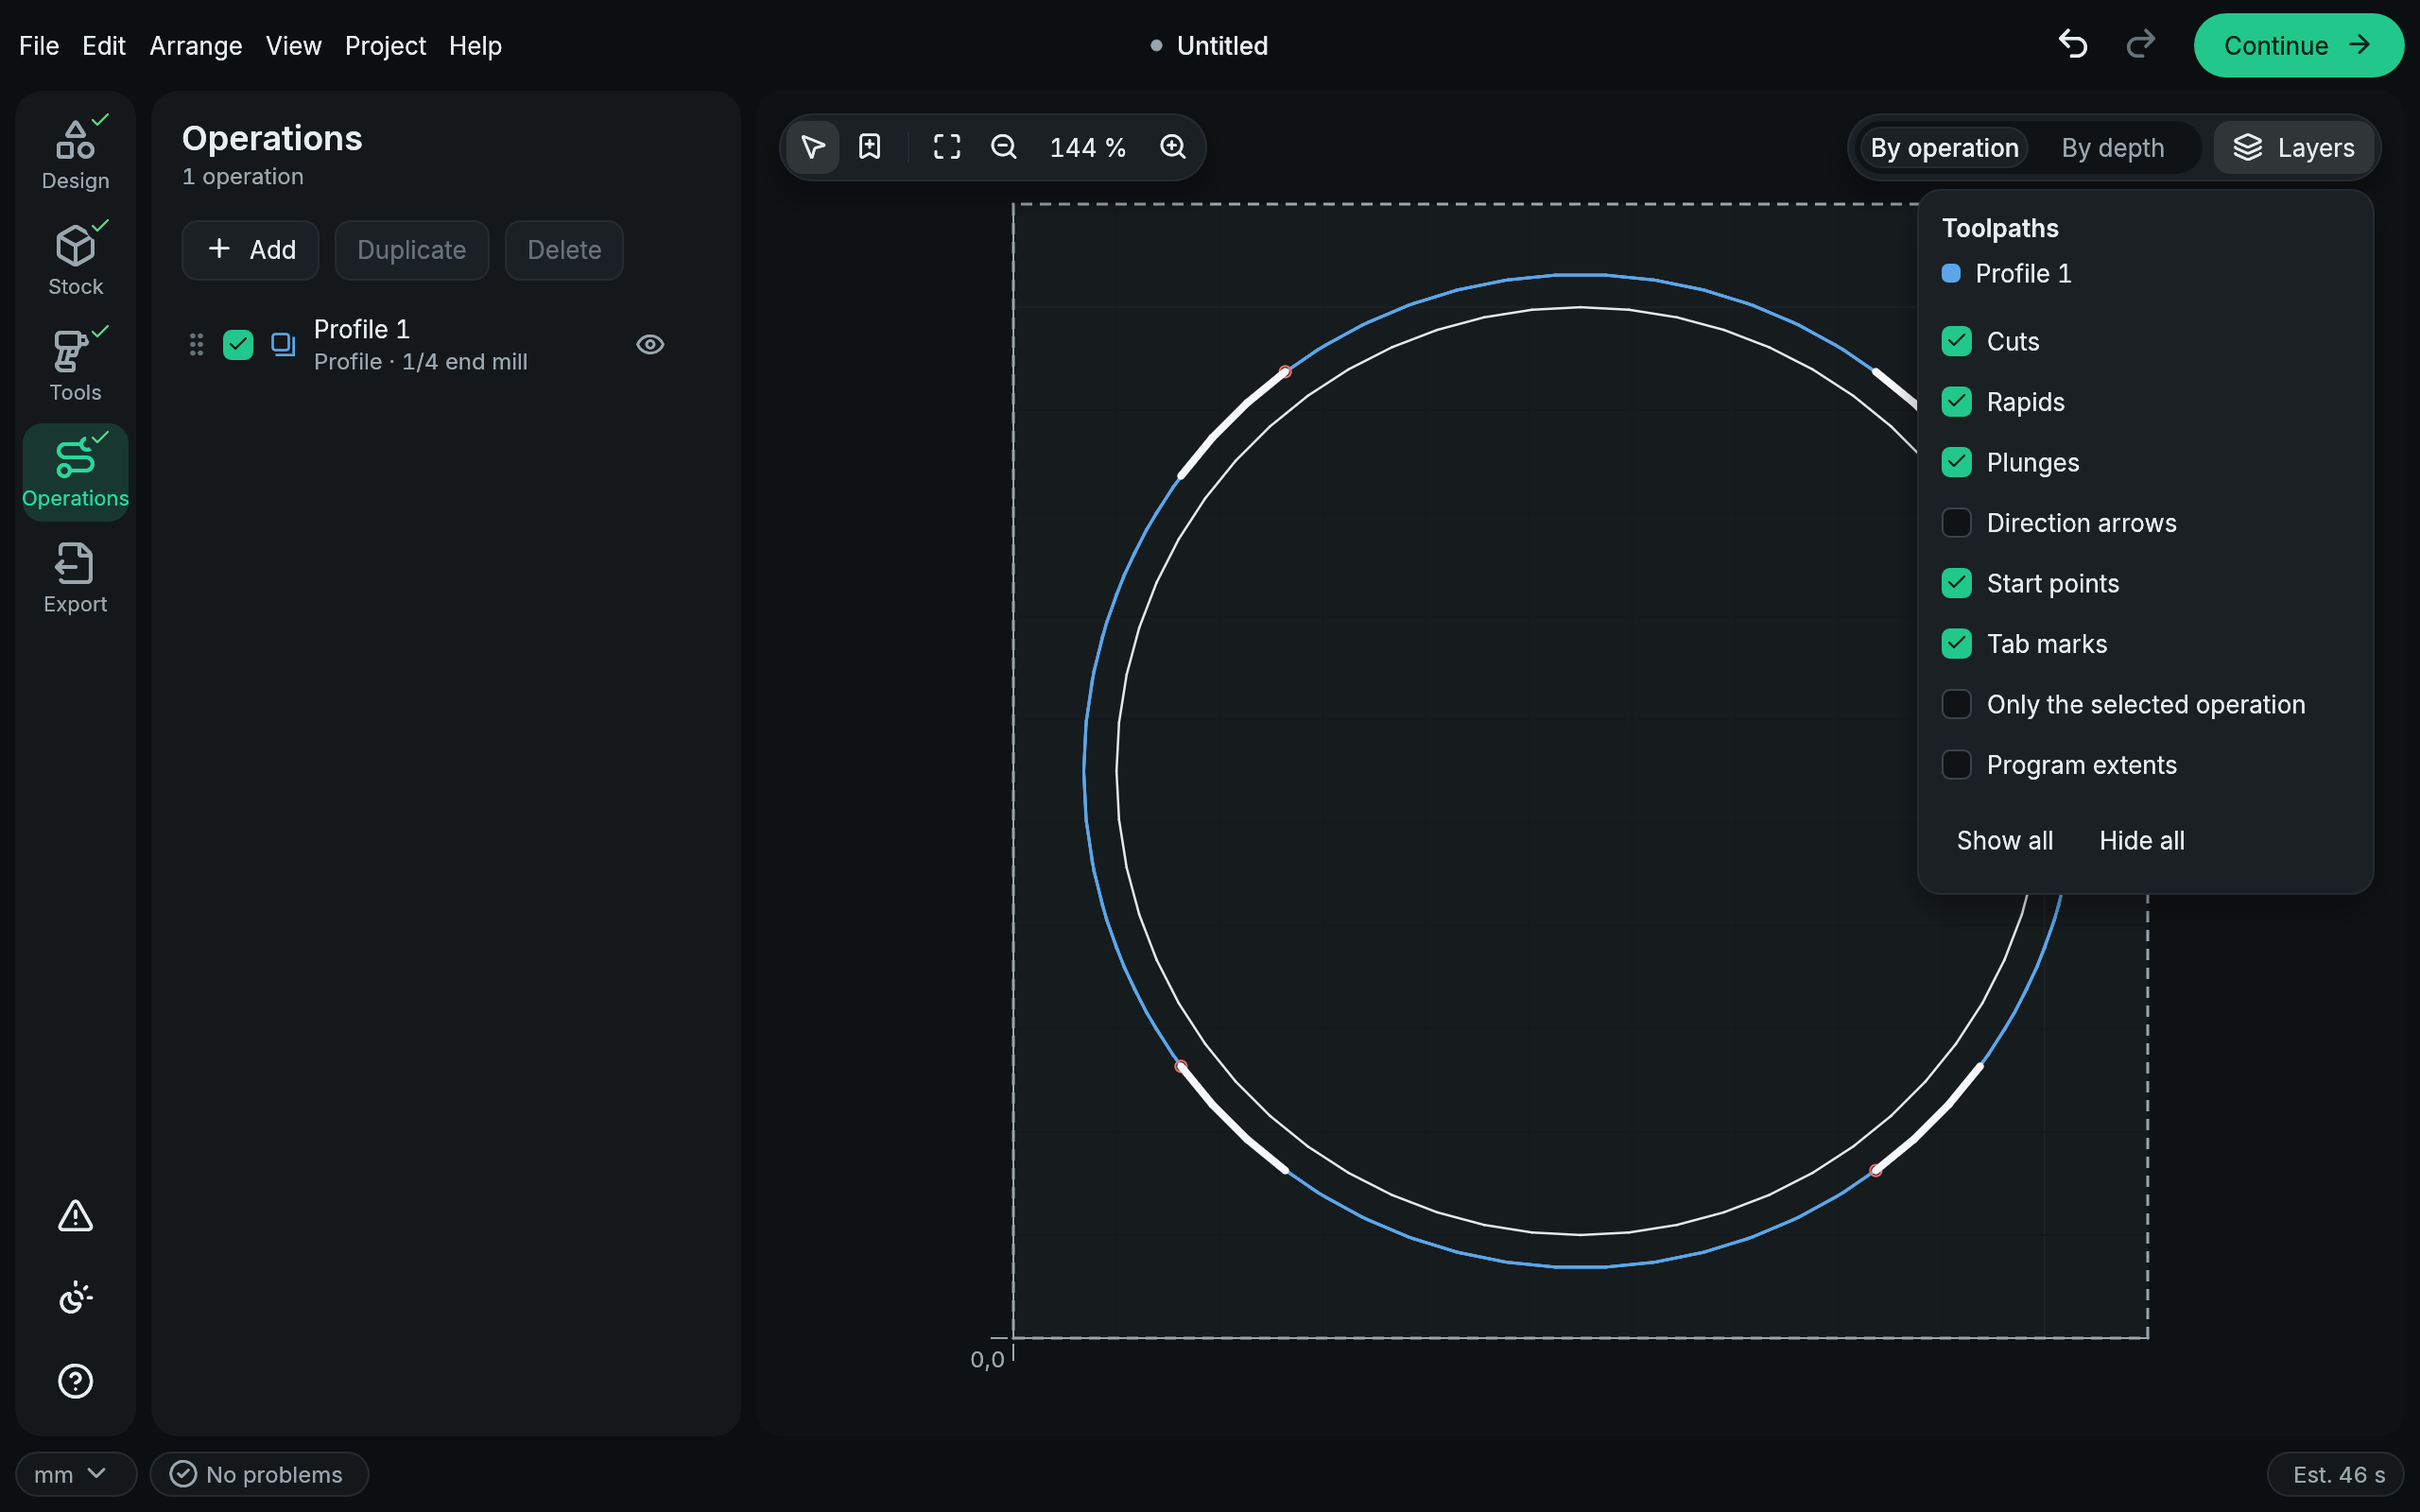 File Edit Arrange View Project Help
Untitled
Continue
Design
Stock
Tools
Operations
Export
Operations
1 operation
Add Duplicate Delete
Profile 1
Profile · 1/4 end mill
144 %
By operation By depth Layers
Toolpaths
Profile 1
Cuts
Rapids
Plunges
Direction arrows
Start points
Tab marks
Only the selected operation
Program extents
Show all Hide all
0,0
mm
No problems
Est. 46 s